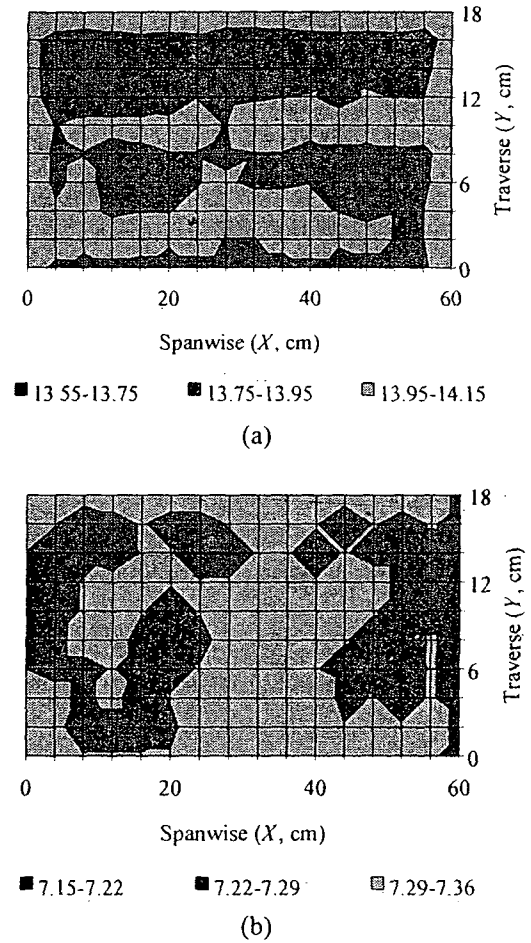 18
12
6
0
Traverse (Y, cm)
0 20 40 60
Spanwise (X, cm)
13 55-13.75 13.75-13.95 13.95-14.15
(a)
18
12
6
0
Traverse (Y, cm)
0 20 40 60
Spanwise (X, cm)
7.15-7.22 7.22-7.29 7.29-7.36
(b)